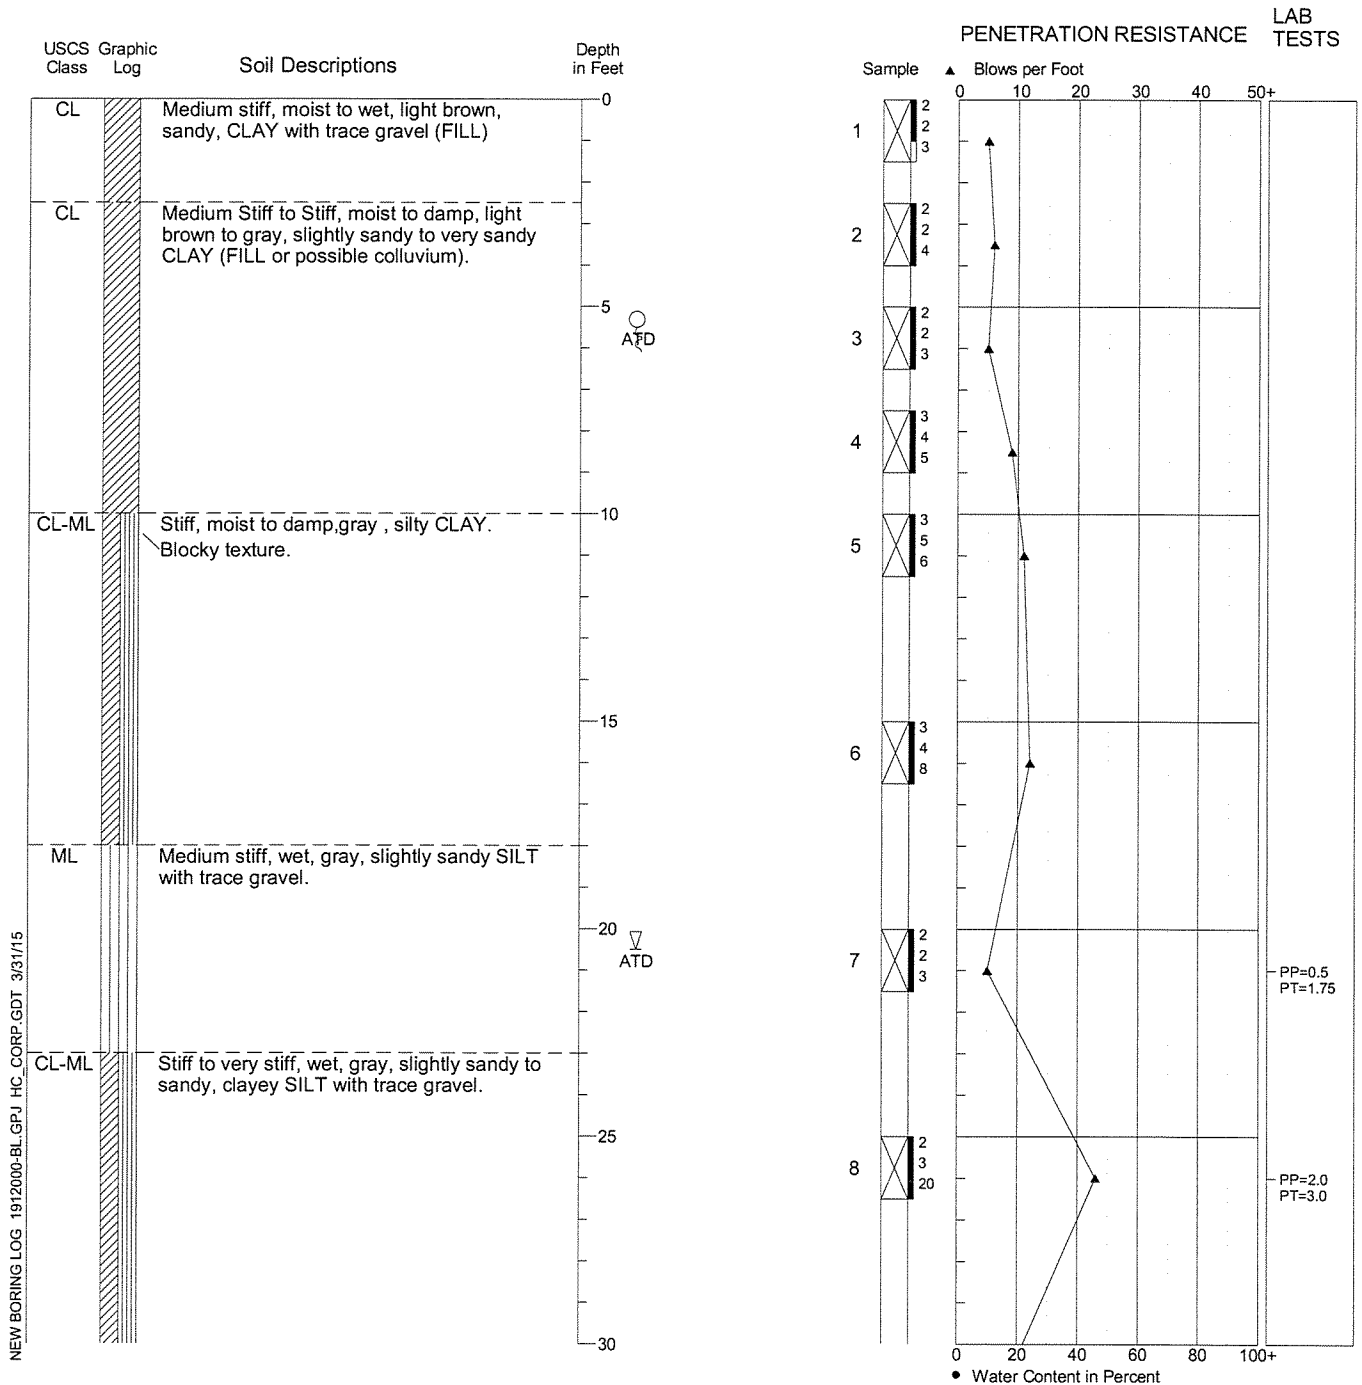 LAB
TESTS
PENETRATION RESISTANCE
USCS Graphic
Class Log
Soil Descriptions
Depth
in Feet
Sample ▲ Blows per Foot
0 10 20 30 40 50+
CL
Medium stiff, moist to wet, light brown,
sandy, CLAY with trace gravel (FILL)
0
1
2
2
3
CL
Medium Stiff to Stiff, moist to damp, light
brown to gray, slightly sandy to very sandy
CLAY (FILL or possible colluvium).
2
2
2
4
5
ATD
3
2
2
3
4
3
4
5
CL-ML
Stiff, moist to damp,gray , silty CLAY.
Blocky texture.
10
5
3
5
6
15
6
3
4
8
ML
Medium stiff, wet, gray, slightly sandy SILT
with trace gravel.
20
ATD
7
2
2
3
PP=0.5
PT=1.75
CL-ML
Stiff to very stiff, wet, gray, slightly sandy to
sandy, clayey SILT with trace gravel.
25
8
2
3
20
PP=2.0
PT=3.0
30
0 20 40 60 80 100+
● Water Content in Percent
NEW BORING LOG 1912000-BL.GPJ HC_CORP.GDT 3/31/15